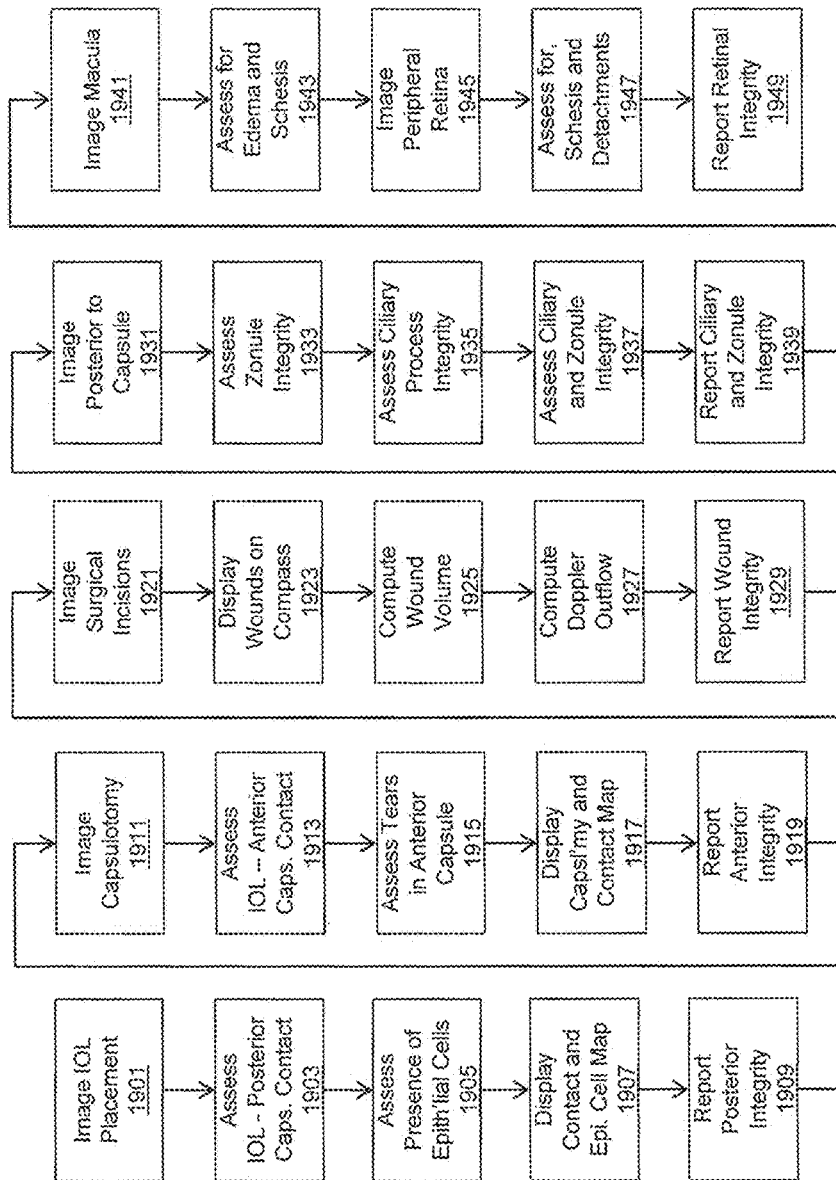 Image IOL
Placement
1901
Assess
IOL - Posterior
Caps. Contact
1903
Assess
Presence of
Epith'lial Cells
1905
Display
Contact and
Epi. Cell Map
1907
Report
Posterior
Integrity
1909
Image
Capsulotomy
1911
Assess
IOL – Anterior
Caps. Contact
1913
Assess Tears
in Anterior
Capsule
1915
Display
Capsl'my and
Contact Map
1917
Report
Anterior
Integrity
1919
Image
Surgical
Incisions
1921
Display
Wounds on
Compass
1923
Compute
Wound
Volume
1925
Compute
Doppler
Outflow
1927
Report Wound
Integrity
1929
Image
Posterior to
Capsule
1931
Assess
Zonule
Integrity
1933
Assess Ciliary
Process
Integrity
1935
Assess Ciliary
and Zonule
Integrity
1937
Report Ciliary
and Zonule
Integrity
1939
Image Macula
1941
Assess for
Edema and
Schesis
1943
Image
Peripheral
Retina
1945
Assess for,
Schesis and
Detachments
1947
Report Retinal
Integrity
1949